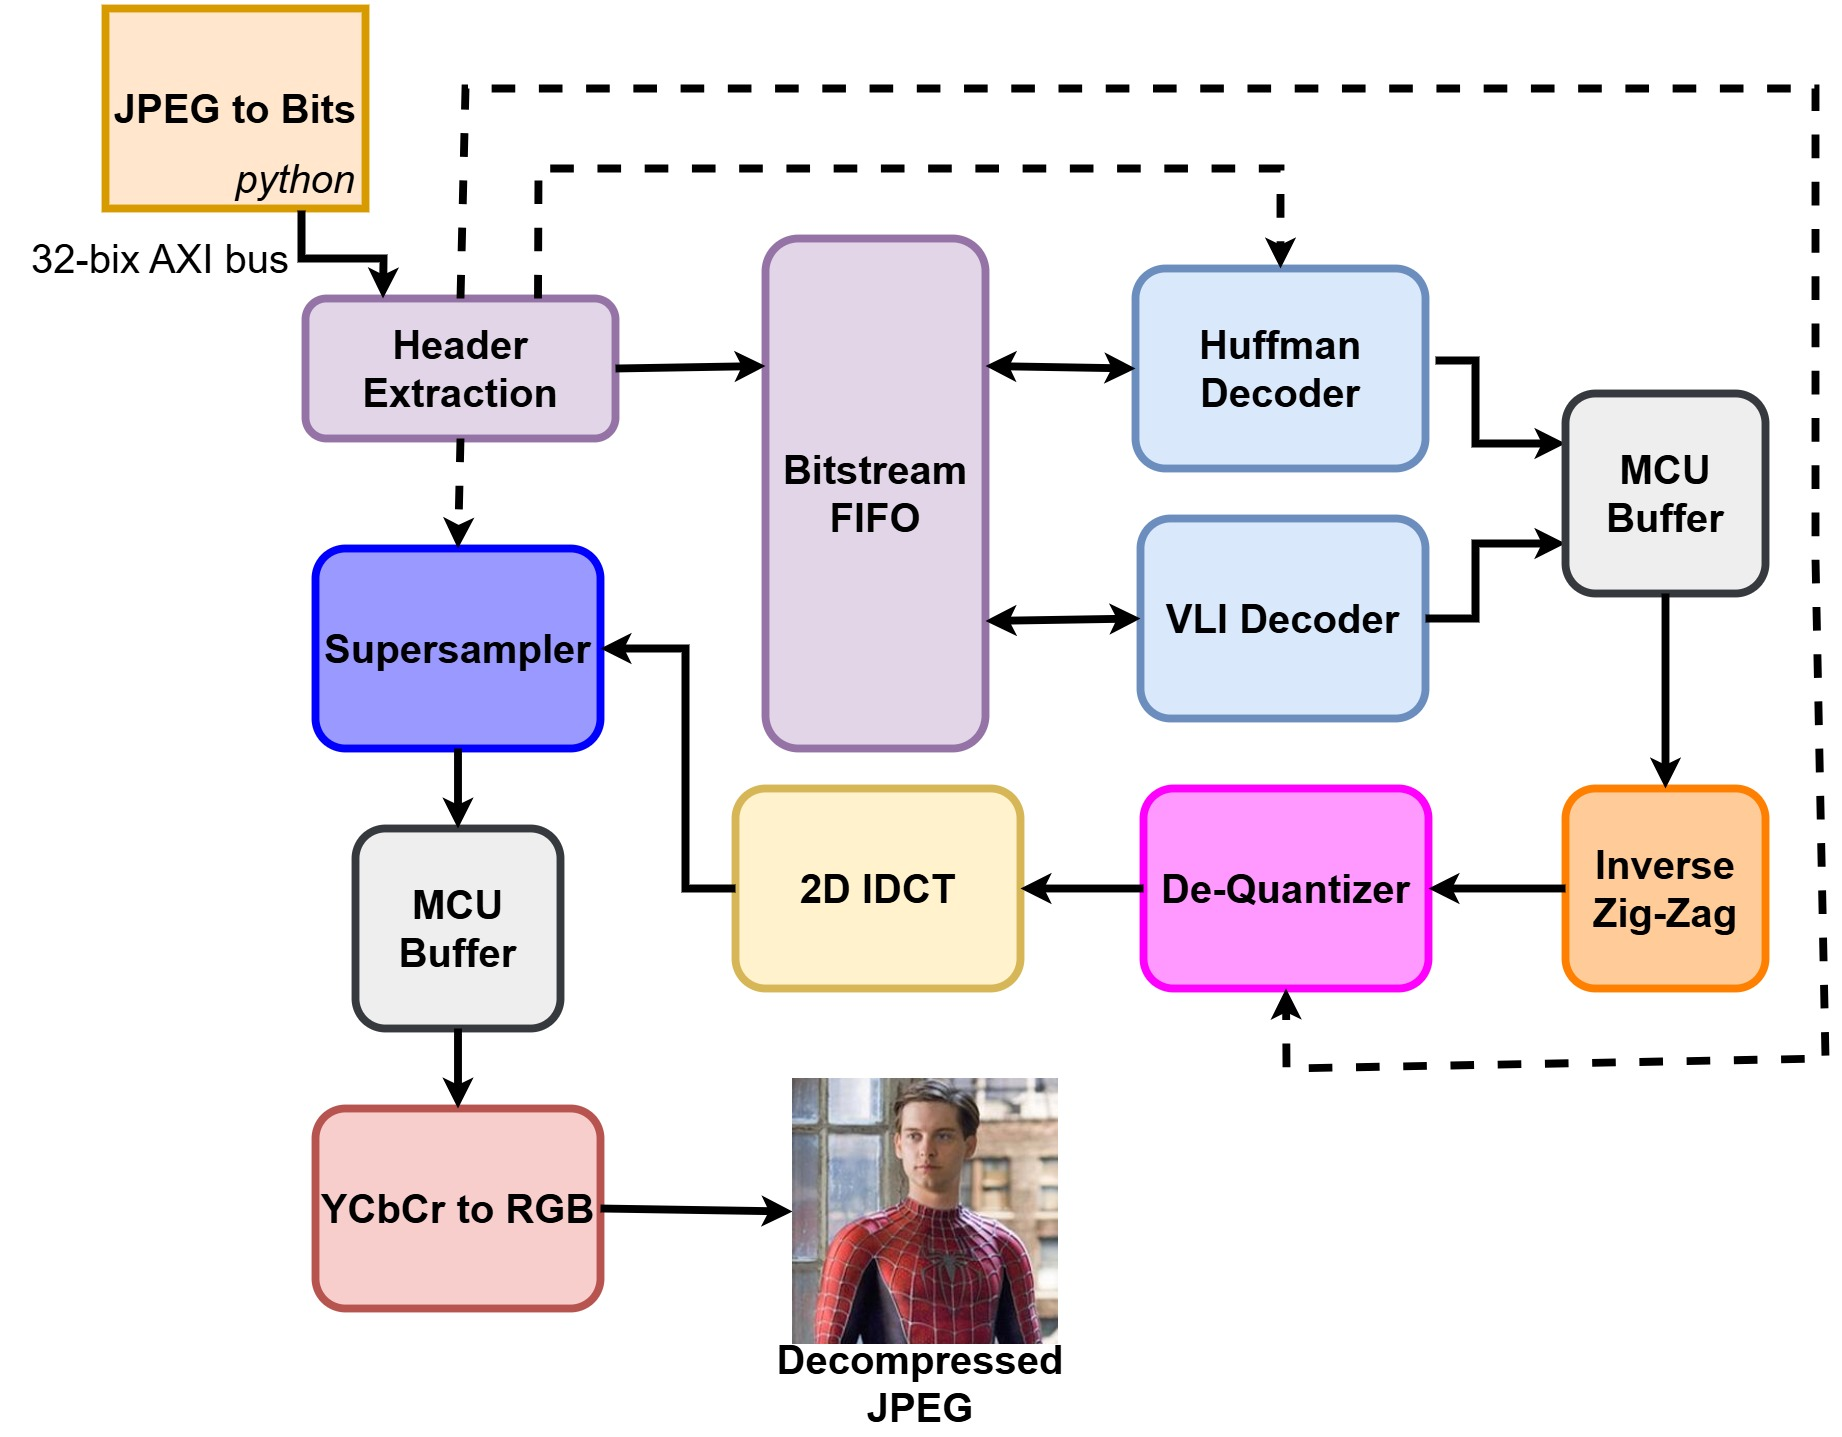 JPEG to Bits
python
32-bix AXI bus
Header
Extraction
Bitstream
FIFO
Huffman
Decoder
MCU
Buffer
VLI Decoder
Supersampler
2D IDCT
De-Quantizer
Inverse
Zig-Zag
MCU
Buffer
YCbCr to RGB
Decompressed
JPEG